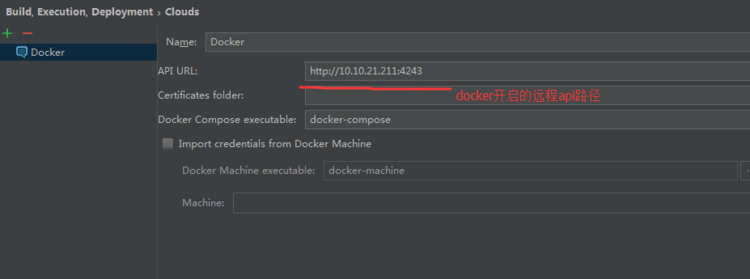 Build, Execution, Deployment › Clouds
Docker
Name: Docker
API URL: http://10.10.21.211:4243
Certificates folder: docker开启的远程api路径
Docker Compose executable: docker-compose
Import credentials from Docker Machine
Docker Machine executable: docker-machine
Machine: